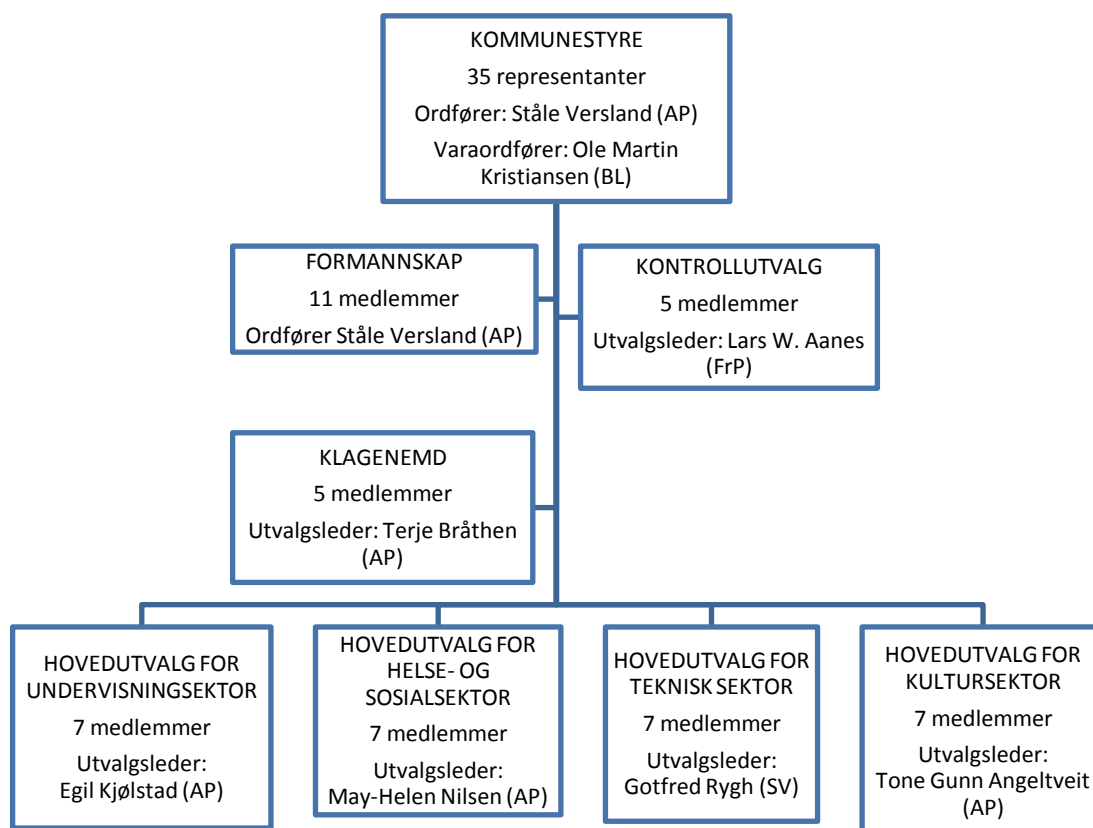 KOMMUNESTYRE
35 representanter
Ordfører: Ståle Versland (AP)
Varaordfører: Ole Martin
Kristiansen (BL)
FORMANNSKAP
11 medlemmer
Ordfører Ståle Versland (AP)
KONTROLLUTVALG
5 medlemmer
Utvalgsleder: Lars W. Aanes
(FrP)
KLAGENEMD
5 medlemmer
Utvalgsleder: Terje Bråthen
(AP)
HOVEDUTVALG FOR
UNDERVISNINGSEKTOR
7 medlemmer
Utvalgsleder:
Egil Kjølstad (AP)
HOVEDUTVALG FOR
HELSE- OG
SOSIALSEKTOR
7 medlemmer
Utvalgsleder:
May-Helen Nilsen (AP)
HOVEDUTVALG FOR
TEKNISK SEKTOR
7 medlemmer
Utvalgsleder:
Gotfred Rygh (SV)
HOVEDUTVALG FOR
KULTURSEKTOR
7 medlemmer
Utvalgsleder:
Tone Gunn Angeltveit
(AP)